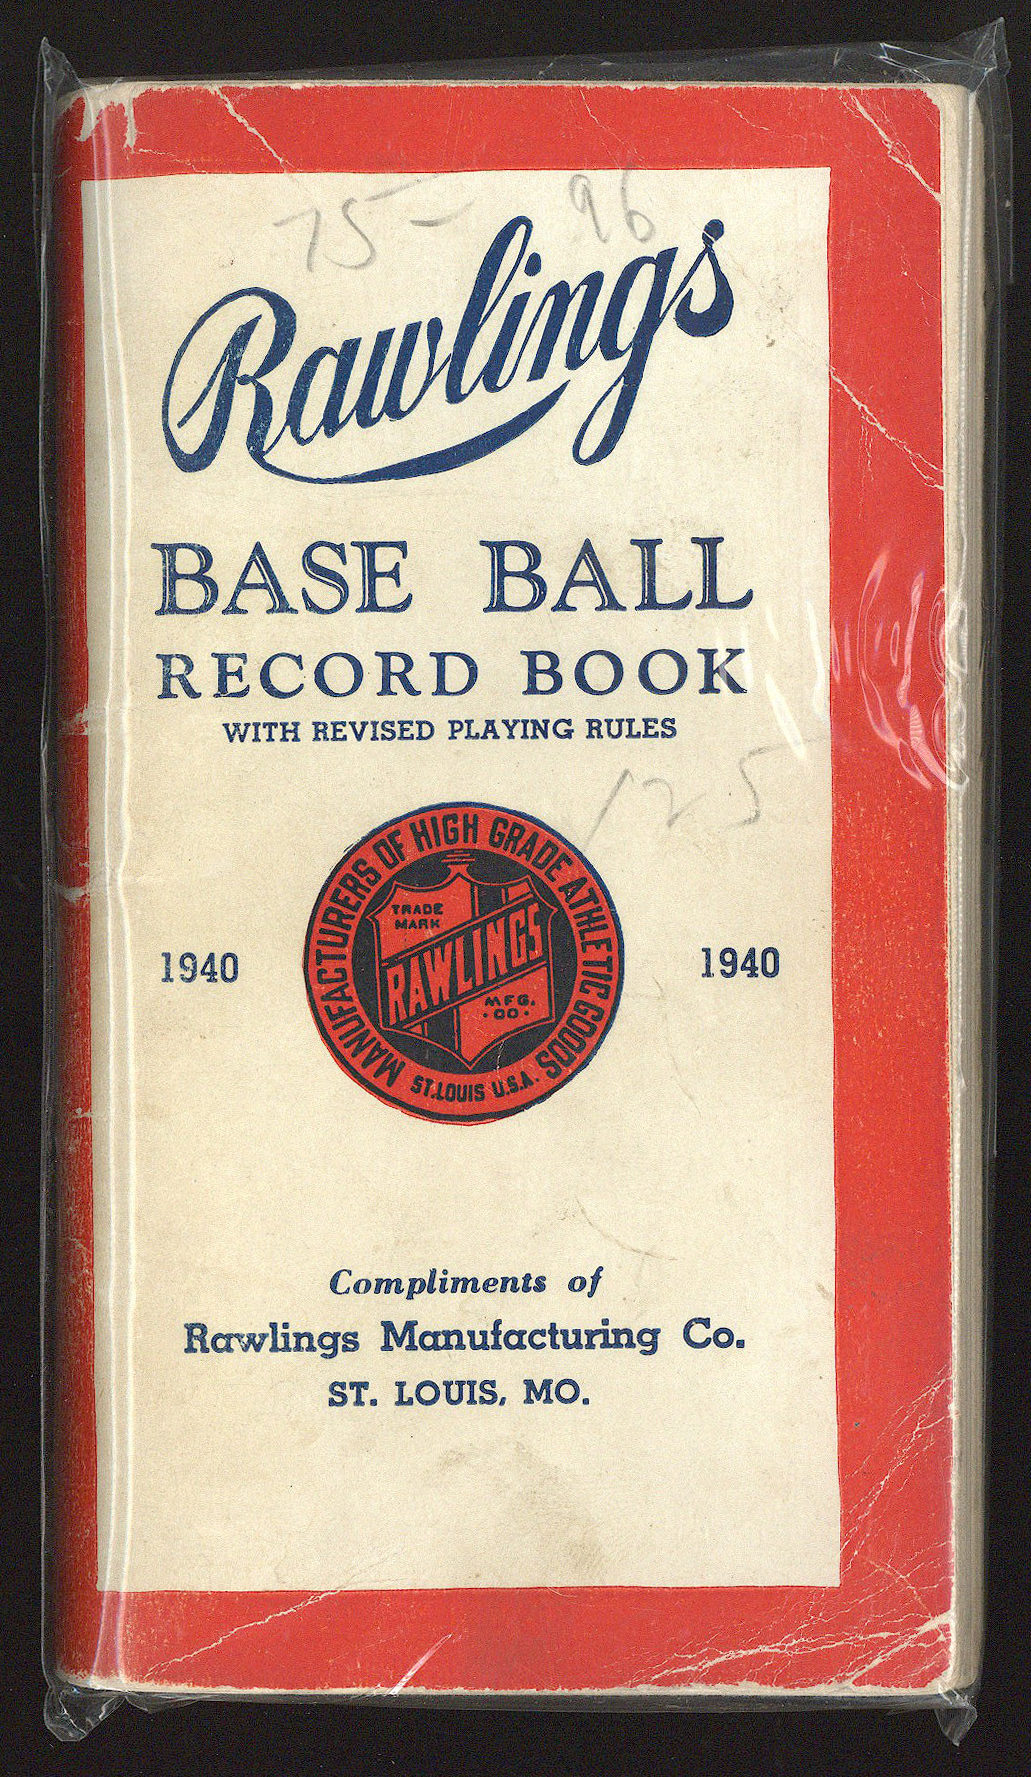 75- 96
Rawlings
BASE BALL
RECORD BOOK
WITH REVISED PLAYING RULES
125
MANUFACTURERS OF HIGH GRADE ATHLETIC GOODS
TRADE
MARK
RAWLINGS
MFG.
·CO·
ST. LOUIS U.S.A.
1940 1940
Compliments of
Rawlings Manufacturing Co.
ST. LOUIS, MO.